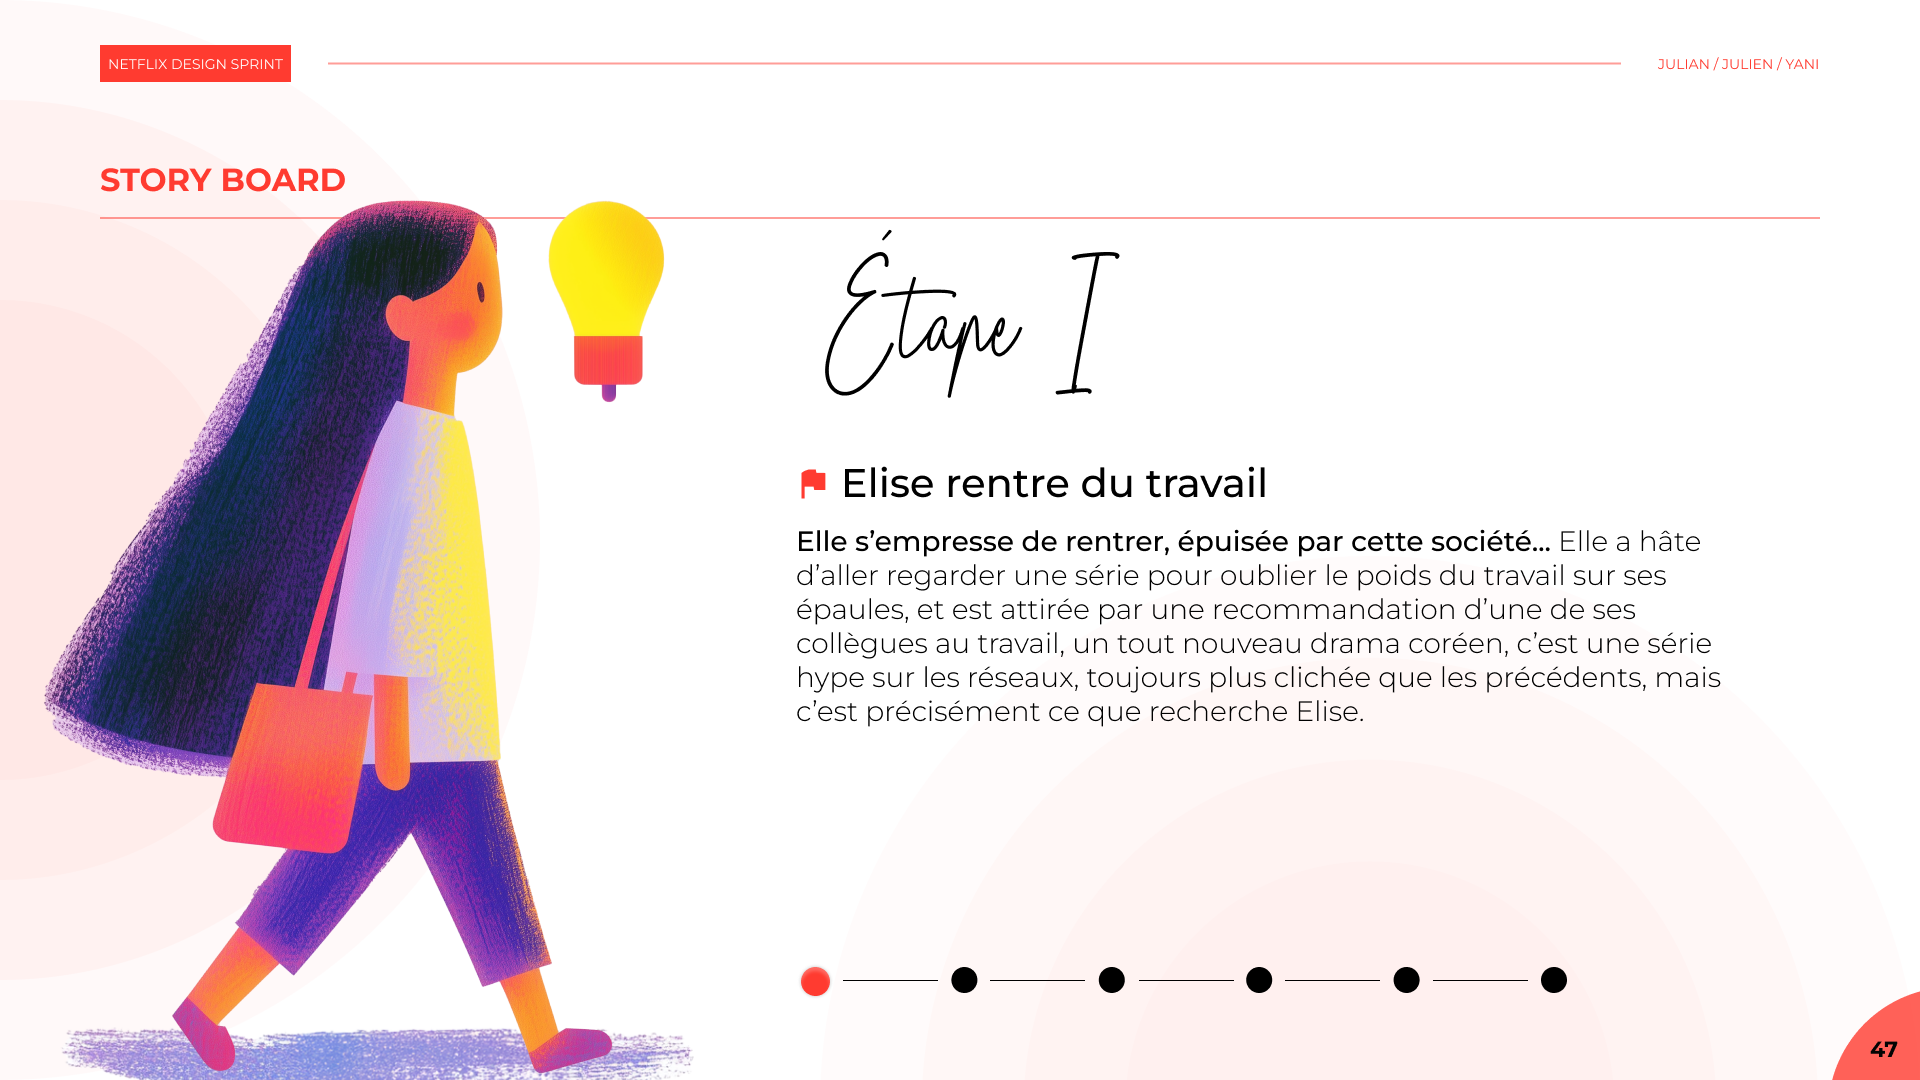 NETFLIX DESIGN SPRINT
JULIAN / JULIEN / YANI
STORY BOARD
Étape I
Elise rentre du travail
Elle s’empresse de rentrer, épuisée par cette société... Elle a hâte
d’aller regarder une série pour oublier le poids du travail sur ses
épaules, et est attirée par une recommandation d’une de ses
collègues au travail, un tout nouveau drama coréen, c’est une série
hype sur les réseaux, toujours plus clichée que les précédents, mais
c’est précisément ce que recherche Elise.
47